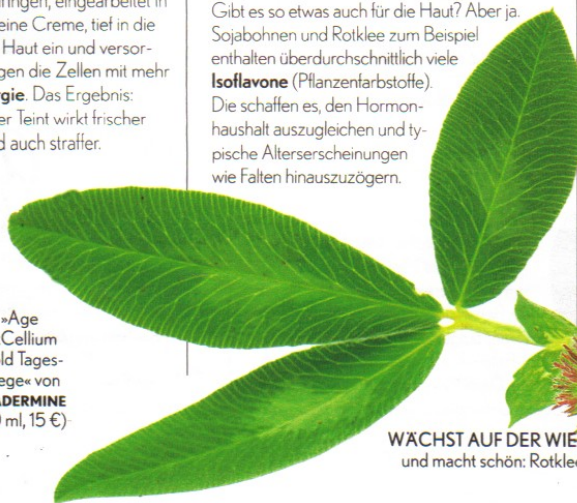 ringen, eingearbeitet in
eine Creme, tief in die
Haut ein und versor-
gen die Zellen mit mehr
gie. Das Ergebnis:
er Teint wirkt frischer
d auch straffer.
Gibt es so etwas auch für die Haut? Aber ja.
Sojabohnen und Rotklee zum Beispiel
enthalten überdurchschnittlich viele
Isoflavone (Pflanzenfarbstoffe).
Die schaffen es, den Hormon-
haushalt auszugleichen und ty-
pische Alterserscheinungen
wie Falten hinauszuzögern.
»Age
Cellium
ld Tages-
ege« von
ADERMINE
ml, 15 €)
WÄCHST AUF DER WIE
und macht schön: Rotklee